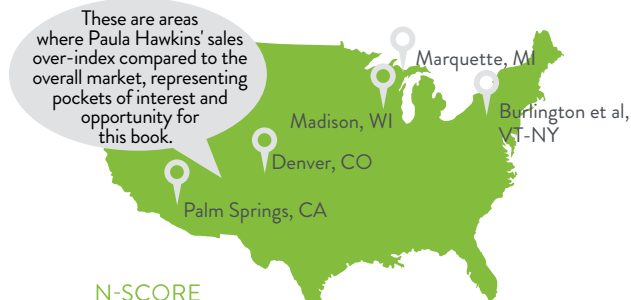 These are areas
where Paula Hawkins' sales
over-index compared to the
overall market, representing
pockets of interest and
opportunity for
this book.
Marquette, MI
Madison, WI
Burlington et al,
VT-NY
Denver, CO
Palm Springs, CA
N-SCORE